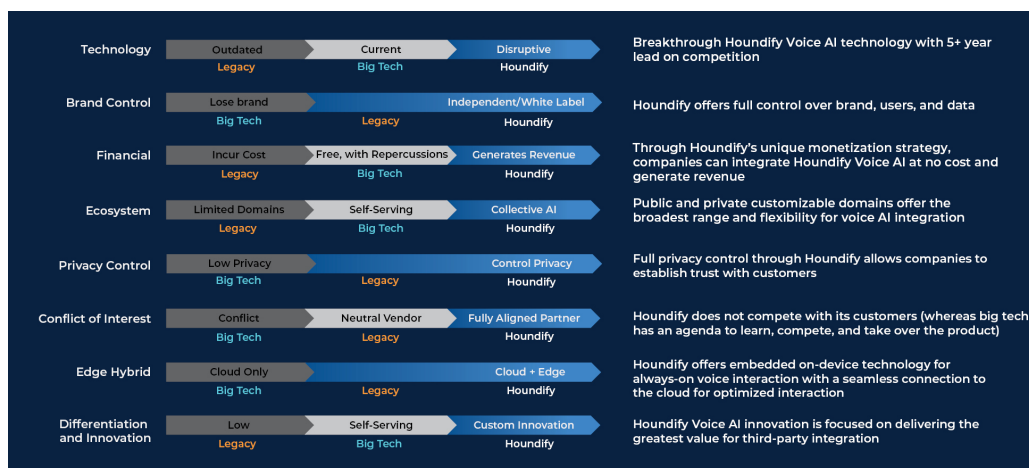 Technology
Outdated Current Disruptive
Legacy Big Tech Houndify
Breakthrough Houndify Voice AI technology with 5+ year
lead on competition
Brand Control
Lose brand Independent/White Label
Big Tech Legacy Houndify
Houndify offers full control over brand, users, and data
Financial
Incur Cost Free, with Repercussions Generates Revenue
Legacy Big Tech Houndify
Through Houndify's unique monetization strategy,
companies can integrate Houndify Voice AI at no cost and
generate revenue
Ecosystem
Limited Domains Self-Serving Collective AI
Legacy Big Tech Houndify
Public and private customizable domains offer the
broadest range and flexibility for voice AI integration
Privacy Control
Low Privacy Control Privacy
Big Tech Legacy Houndify
Full privacy control through Houndify allows companies to
establish trust with customers
Conflict of Interest
Conflict Neutral Vendor Fully Aligned Partner
Big Tech Legacy Houndify
Houndify does not compete with its customers (whereas big tech
has an agenda to learn, compete, and take over the product)
Edge Hybrid
Cloud Only Cloud + Edge
Big Tech Legacy Houndify
Houndify offers embedded on-device technology for
always-on voice interaction with a seamless connection to
the cloud for optimized interaction
Differentiation
and Innovation
Low Self-Serving Custom Innovation
Legacy Big Tech Houndify
Houndify Voice AI innovation is focused on delivering the
greatest value for third-party integration